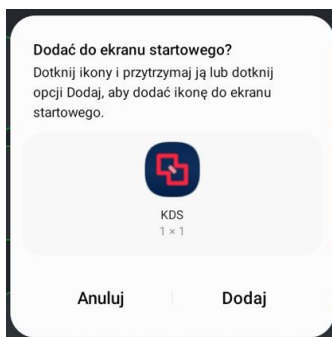 Dodać do ekranu startowego?
Dotknij ikony i przytrzymaj ją lub dotknij
opcji Dodaj, aby dodać ikonę do ekranu
startowego.
KDS
1 × 1
Anuluj
Dodaj